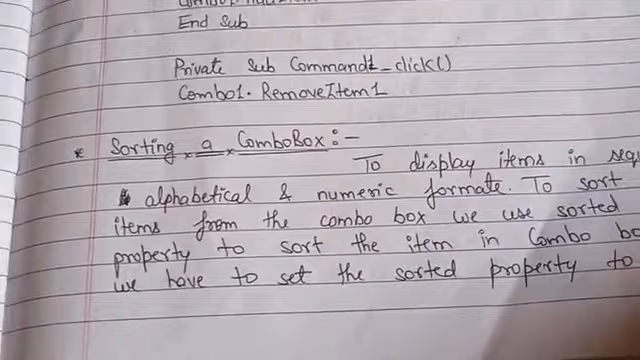 End Sub
Private Sub Command1_click()
Combo1. RemoveItem1
* Sorting a ComboBox :-
To display items in
alphabetical & numeric formate. To sort
items from the combo box we use sorted
property to sort the item in Combo
we have to set the sorted property to